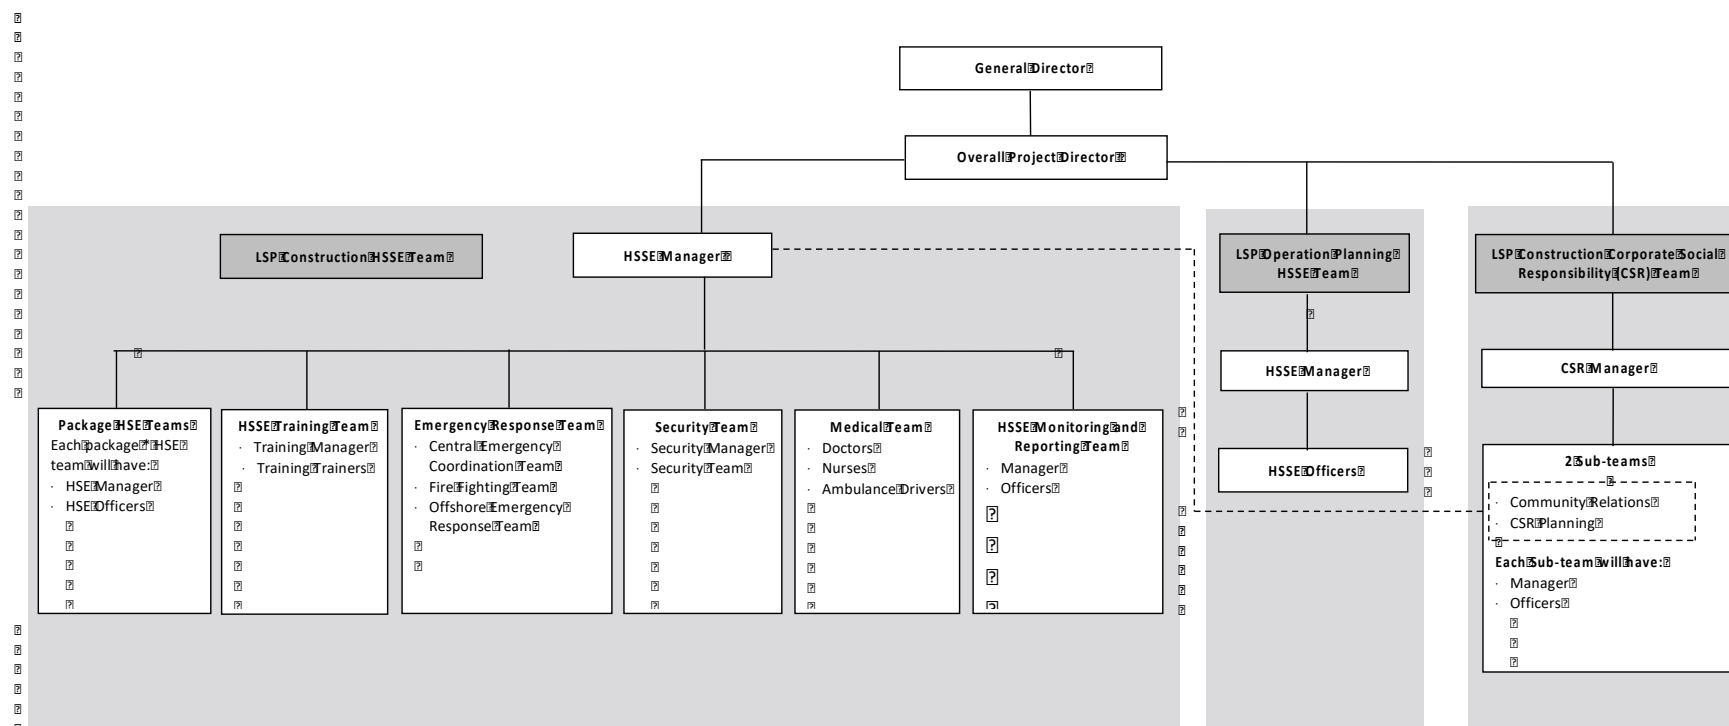 General Director
Overall Project Director
LSP Construction HSSE Team
HSSE Manager
LSP Operation Planning
HSSE Team
LSP Construction Corporate Social
Responsibility (CSR) Team
HSSE Manager
CSR Manager
Package HSE Teams
Each package * HSE
team will have:
· HSE Manager
· HSE Officers
HSSE Training Team
· Training Manager
· Training Trainers
Emergency Response Team
· Central Emergency
Coordination Team
· Fire Fighting Team
· Offshore Emergency
Response Team
Security Team
· Security Manager
· Security Team
Medical Team
· Doctors
· Nurses
· Ambulance Drivers
HSSE Monitoring and
Reporting Team
· Manager
· Officers
HSSE Officers
2 Sub-teams
· Community Relations
· CSR Planning
Each Sub-team will have:
· Manager
· Officers